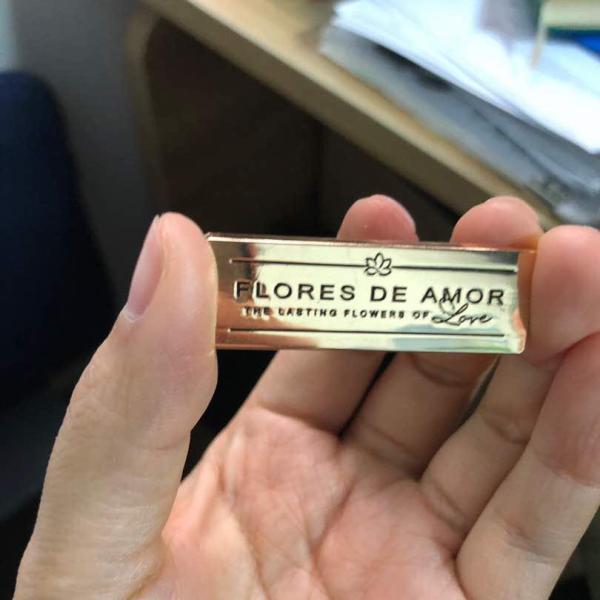 FLORES DE AMOR
THE LASTING FLOWERS OF Love